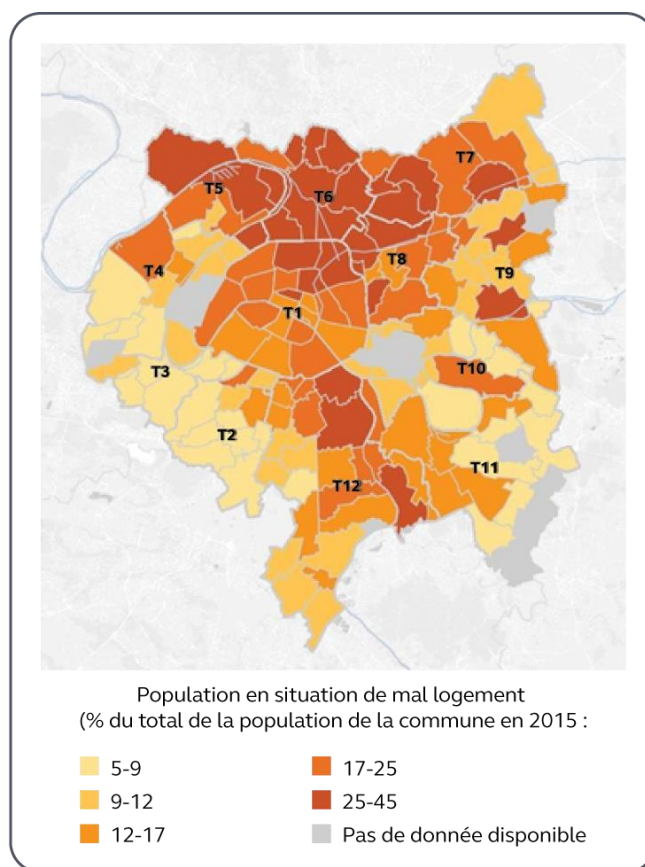 T7
T5
T6
T8
T4
T9
T1
T3
T10
T2
T11
T12
Population en situation de mal logement
(% du total de la population de la commune en 2015 :
5-9
17-25
9-12
25-45
12-17
Pas de donnée disponible